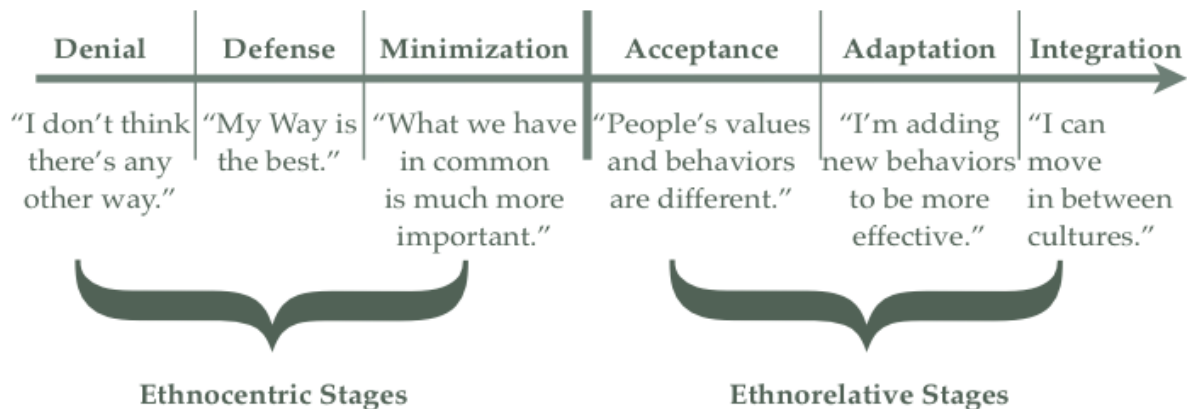 Denial
Defense
Minimization
Acceptance
Adaptation
Integration
“I don’t think
there’s any
other way.”
“My Way is
the best.”
“What we have
in common
is much more
important.”
“People’s values
and behaviors
are different.”
“I’m adding
new behaviors
to be more
effective.”
“I can
move
in between
cultures.”
Ethnocentric Stages
Ethnorelative Stages